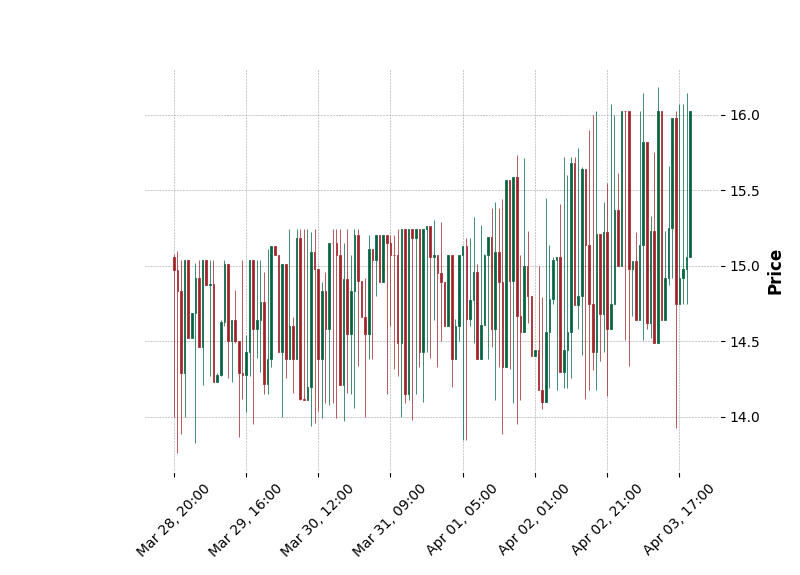 16.0
15.5
15.0
14.5
14.0
Price
Mar 28, 20:00
Mar 29, 16:00
Mar 30, 12:00
Mar 31, 09:00
Apr 01, 05:00
Apr 02, 01:00
Apr 02, 21:00
Apr 03, 17:00